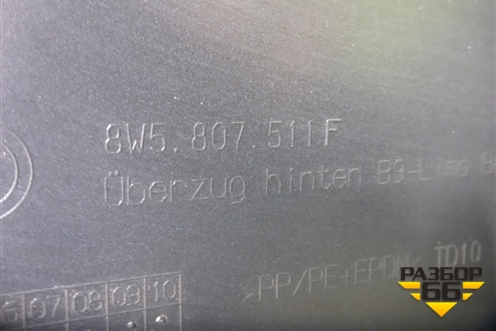 8W5.807.511F
Überzug hinten B9-Limo
>PP/PE+EPDM- TD10
07 08 09 10
РАЗБОР
66